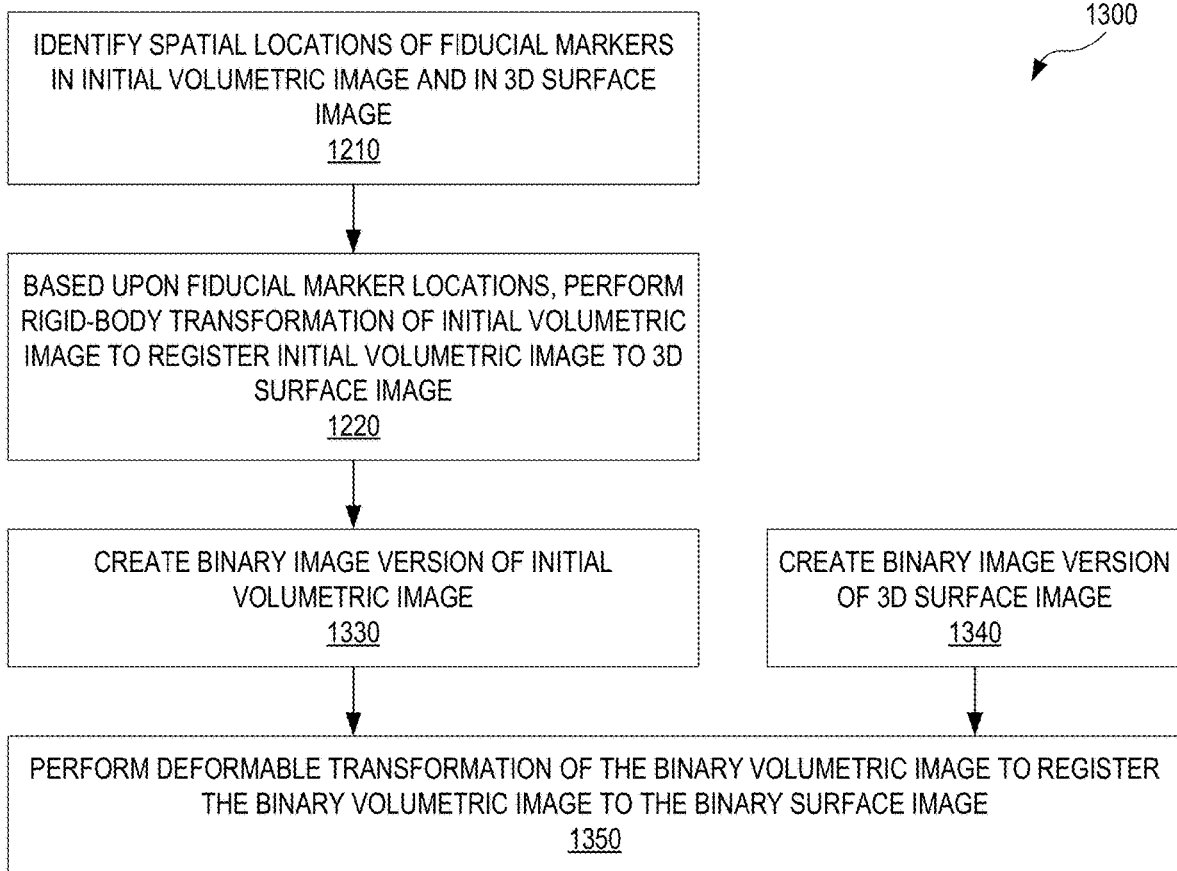 1300
IDENTIFY SPATIAL LOCATIONS OF FIDUCIAL MARKERS
IN INITIAL VOLUMETRIC IMAGE AND IN 3D SURFACE
IMAGE
1210
BASED UPON FIDUCIAL MARKER LOCATIONS, PERFORM
RIGID-BODY TRANSFORMATION OF INITIAL VOLUMETRIC
IMAGE TO REGISTER INITIAL VOLUMETRIC IMAGE TO 3D
SURFACE IMAGE
1220
CREATE BINARY IMAGE VERSION OF INITIAL
VOLUMETRIC IMAGE
1330
CREATE BINARY IMAGE VERSION
OF 3D SURFACE IMAGE
1340
PERFORM DEFORMABLE TRANSFORMATION OF THE BINARY VOLUMETRIC IMAGE TO REGISTER
THE BINARY VOLUMETRIC IMAGE TO THE BINARY SURFACE IMAGE
1350